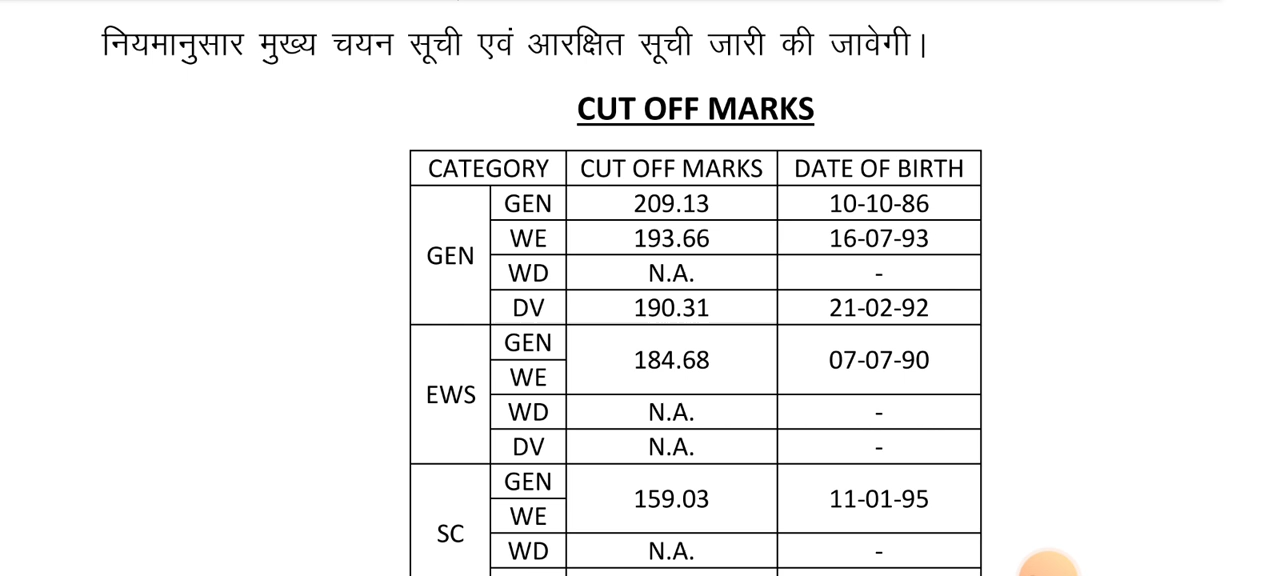 नियमानुसार मुख्य चयन सूची एवं आरक्षित सूची जारी की जावेगी।
CUT OFF MARKS
CATEGORY CUT OFF MARKS DATE OF BIRTH
GEN GEN 209.13 10-10-86
WE 193.66 16-07-93
WD N.A. -
DV 190.31 21-02-92
EWS GEN 184.68 07-07-90
WE
WD N.A. -
DV N.A. -
SC GEN 159.03 11-01-95
WE
WD N.A. -